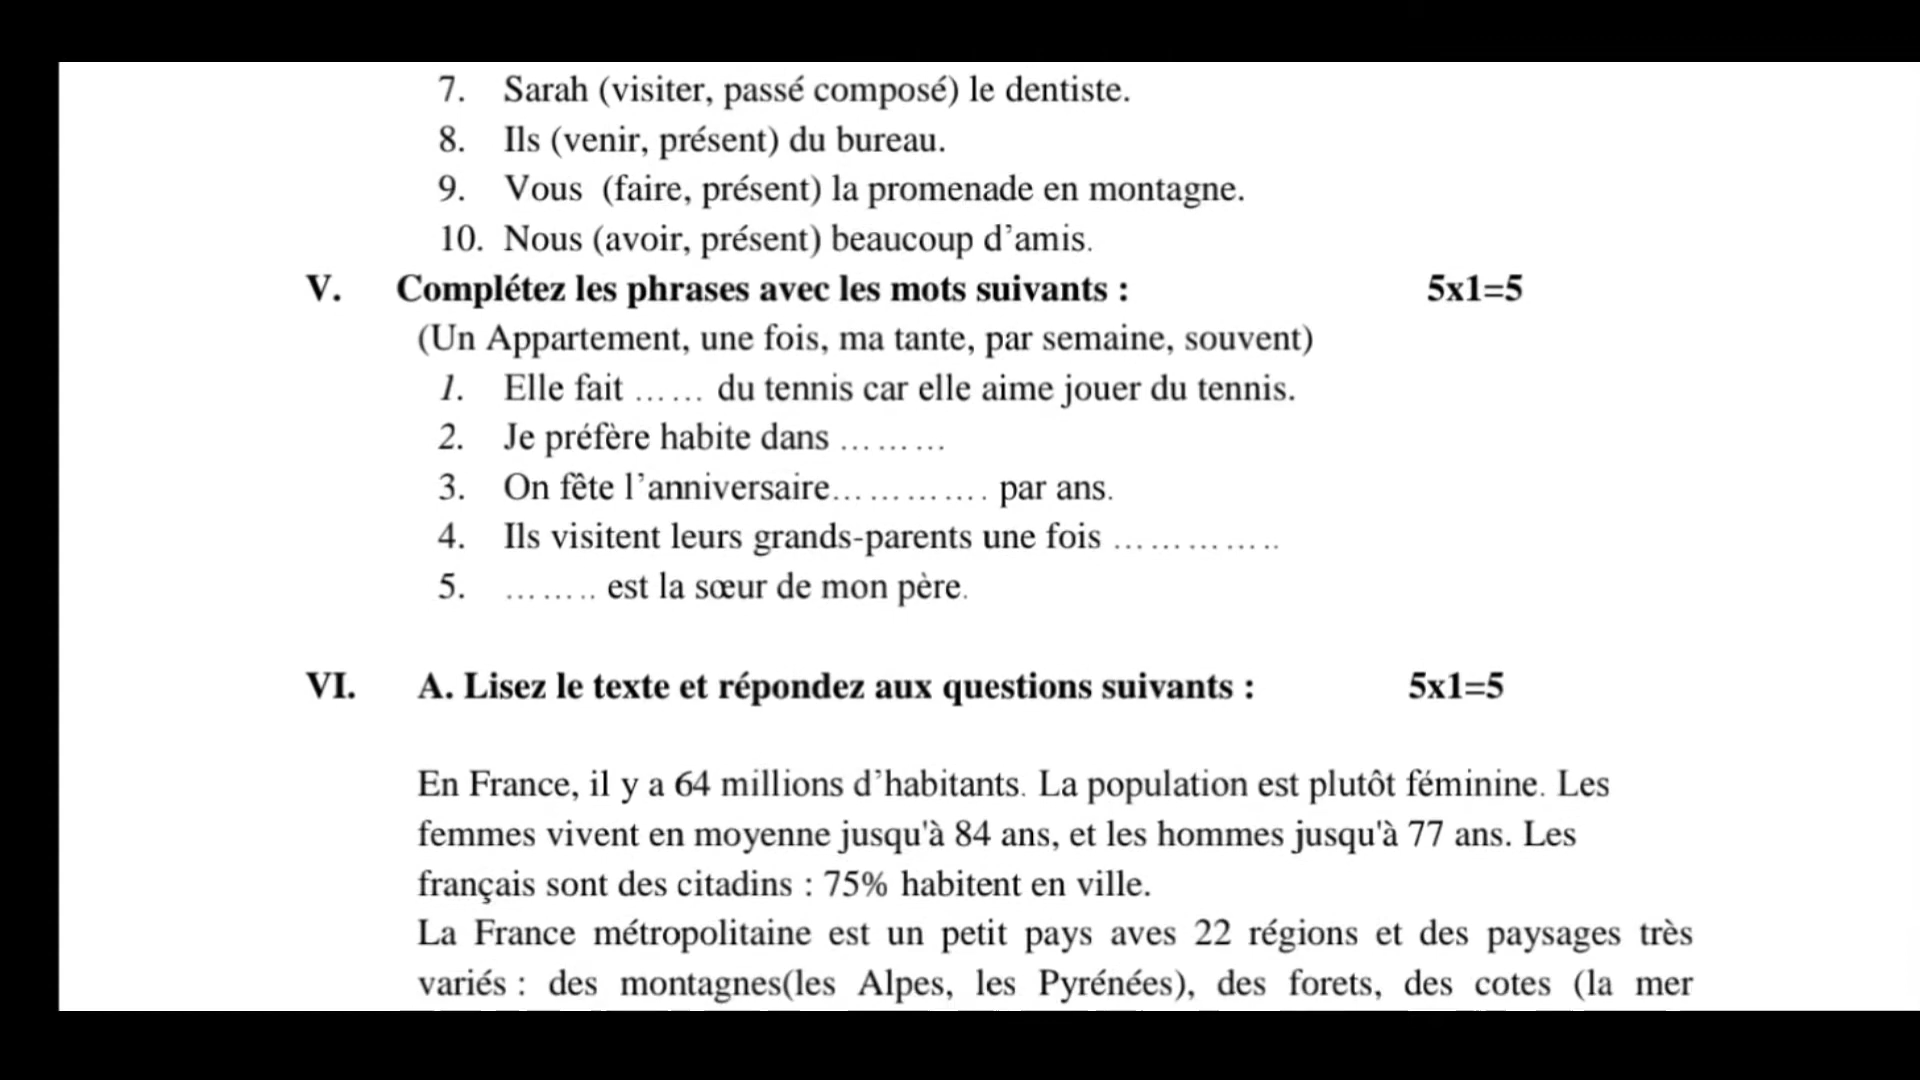 7. Sarah (visiter, passé composé) le dentiste.
8. Ils (venir, présent) du bureau.
9. Vous (faire, présent) la promenade en montagne.
10. Nous (avoir, présent) beaucoup d’amis.
V. Complétez les phrases avec les mots suivants : 5x1=5
(Un Appartement, une fois, ma tante, par semaine, souvent)
1. Elle fait …… du tennis car elle aime jouer du tennis.
2. Je préfère habite dans ………
3. On fête l’anniversaire…………. par ans.
4. Ils visitent leurs grands-parents une fois …………..
5. …….. est la sœur de mon père.
VI. A. Lisez le texte et répondez aux questions suivants : 5x1=5
En France, il y a 64 millions d’habitants. La population est plutôt féminine. Les
femmes vivent en moyenne jusqu'à 84 ans, et les hommes jusqu'à 77 ans. Les
français sont des citadins : 75% habitent en ville.
La France métropolitaine est un petit pays aves 22 régions et des paysages très
variés : des montagnes(les Alpes, les Pyrénées), des forets, des cotes (la mer